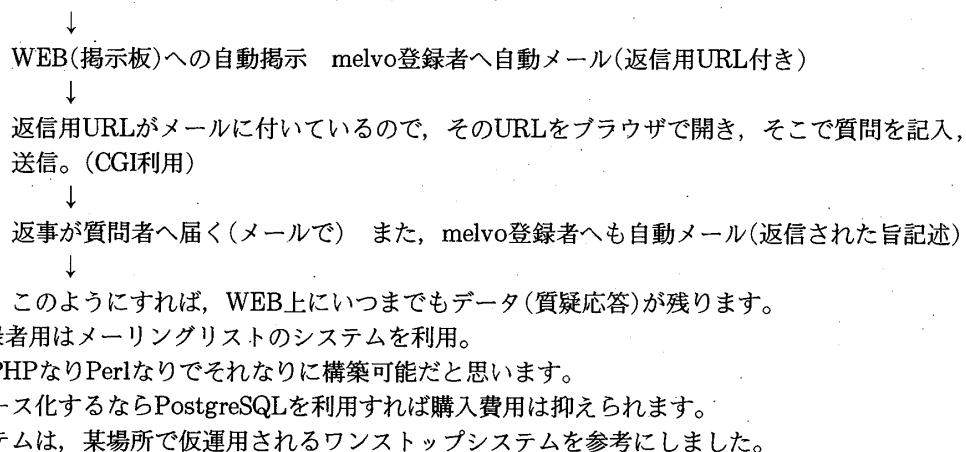 ↓
WEB(掲示板)への自動掲示　melvo登録者へ自動メール(返信用URL付き)
↓
返信用URLがメールに付いているので，そのURLをブラウザで開き，そこで質問を記入，
送信。(CGI利用)
↓
返事が質問者へ届く(メールで)　また，melvo登録者へも自動メール(返信された旨記述)
↓
このようにすれば，WEB上にいつまでもデータ(質疑応答)が残ります。
録者用はメーリングリストのシステムを利用。
PHPなりPerlなりでそれなりに構築可能だと思います。
ース化するならPostgreSQLを利用すれば購入費用は抑えられます。
テムは，某場所で仮運用されるワンストップシステムを参考にしました。